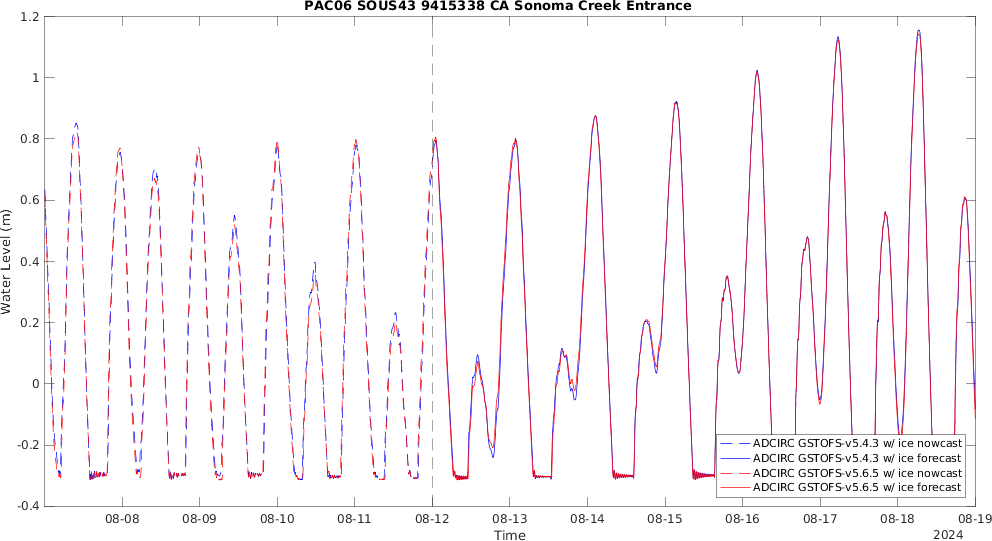 PAC06 SOUS43 9415338 CA Sonoma Creek Entrance
1.2
1
0.8
0.6
0.4
0.2
0
-0.2
-0.4
Water Level (m)
ADCIRC GSTOFS-v5.4.3 w/ ice nowcast
ADCIRC GSTOFS-v5.4.3 w/ ice forecast
ADCIRC GSTOFS-v5.6.5 w/ ice nowcast
ADCIRC GSTOFS-v5.6.5 w/ ice forecast
08-08 08-09 08-10 08-11 08-12 08-13 08-14 08-15 08-16 08-17 08-18 08-19
Time
2024